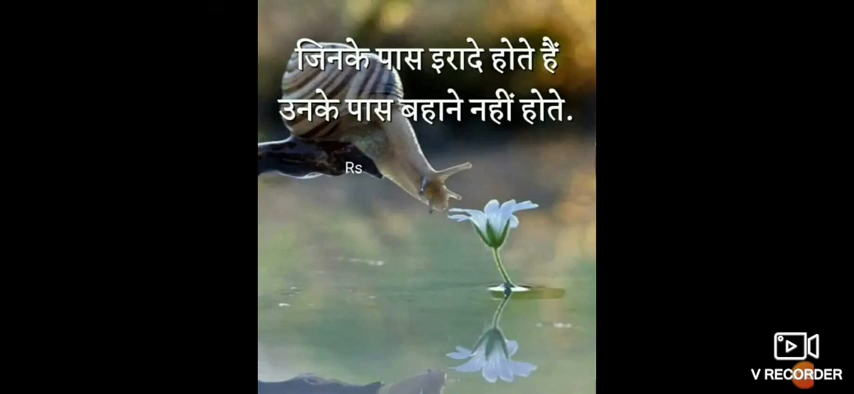 जिनके पास इरादे होते हैं
उनके पास बहाने नहीं होते.
Rs
V RECORDER